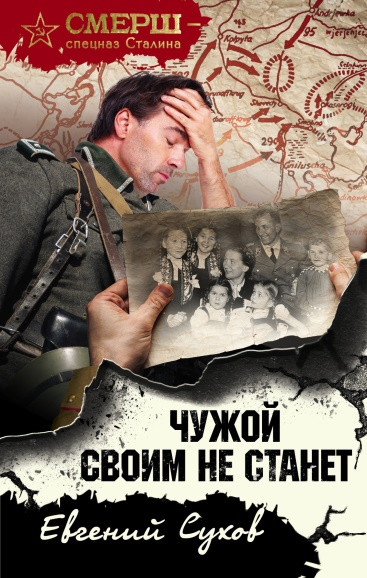 СМЕРШ –
спецназ Сталина
ЧУЖОЙ
СВОИМ НЕ СТАНЕТ
Евгений Сухов